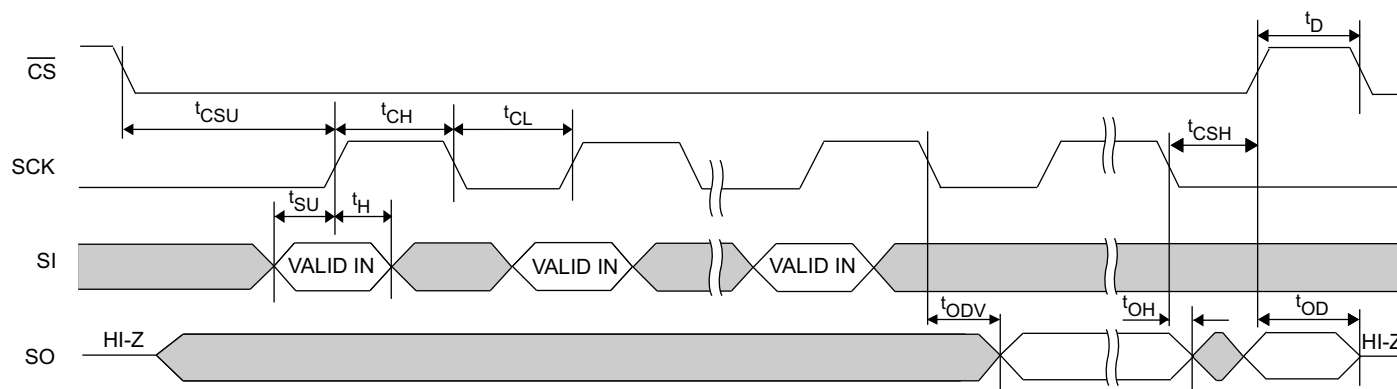 tD
CS
tCSU
tCH
tCL
tCSH
SCK
tSU
tH
SI
VALID IN
VALID IN
VALID IN
tODV
tOH
tOD
HI-Z
HI-Z
SO